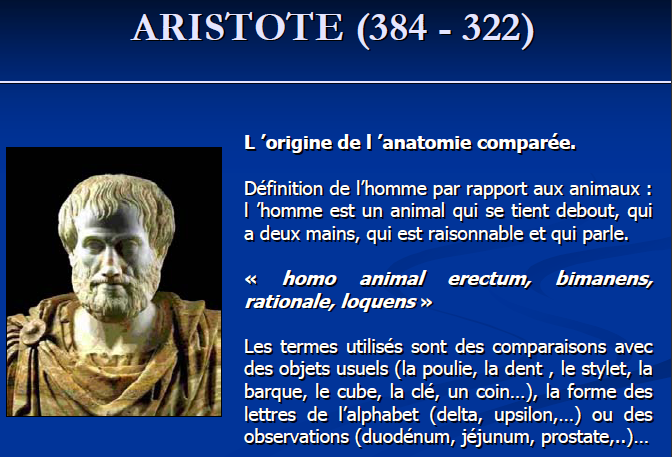 ARISTOTE (384 - 322)
L ’origine de l ’anatomie comparée.
Définition de l’homme par rapport aux animaux :
l ’homme est un animal qui se tient debout, qui
a deux mains, qui est raisonnable et qui parle.
« homo animal erectum, bimanens,
rationale, loquens »
Les termes utilisés sont des comparaisons avec
des objets usuels (la poulie, la dent , le stylet, la
barque, le cube, la clé, un coin…), la forme des
lettres de l’alphabet (delta, upsilon,…) ou des
observations (duodénum, jéjunum, prostate,..)…